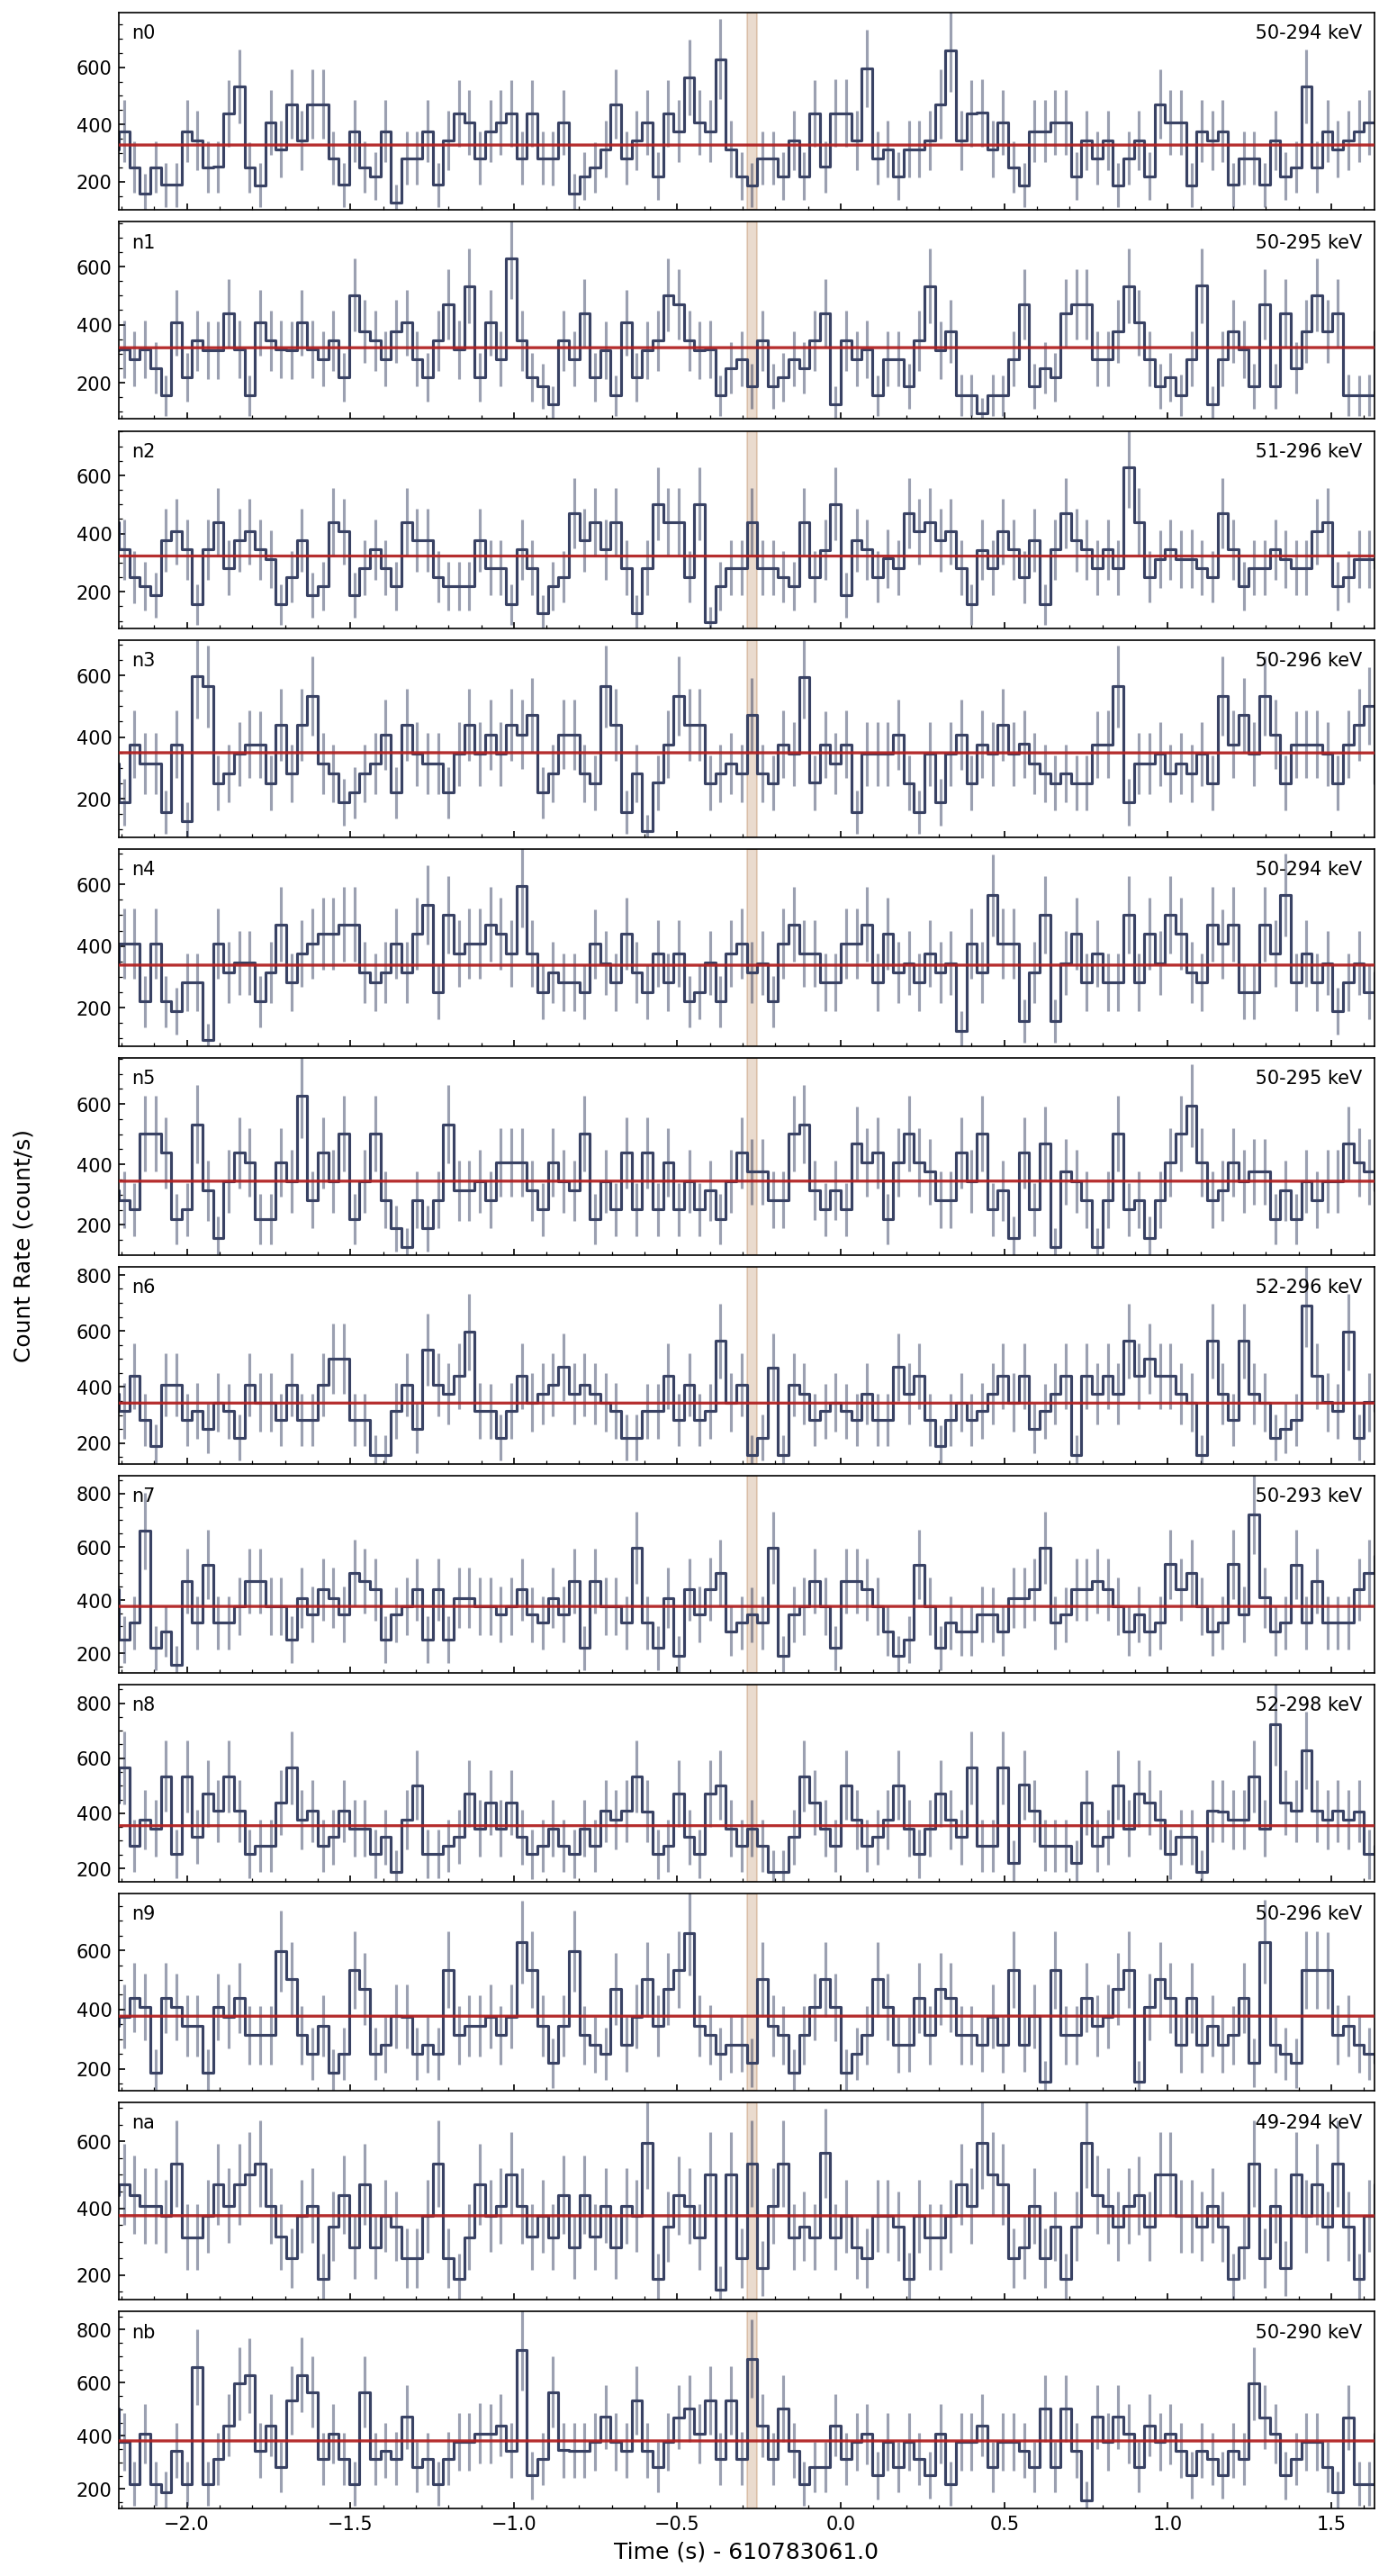 n0 50-294 keV
600
400
200
n1 50-295 keV
600
400
200
n2 51-296 keV
600
400
200
n3 50-296 keV
600
400
200
n4 50-294 keV
600
400
200
n5 50-295 keV
600
400
200
Count Rate (count/s)
n6 52-296 keV
800
600
400
200
n7 50-293 keV
800
600
400
200
n8 52-298 keV
800
600
400
200
n9 50-296 keV
600
400
200
na 49-294 keV
600
400
200
nb 50-290 keV
800
600
400
200
−2.0 −1.5 −1.0 −0.5 0.0 0.5 1.0 1.5
Time (s) - 610783061.0